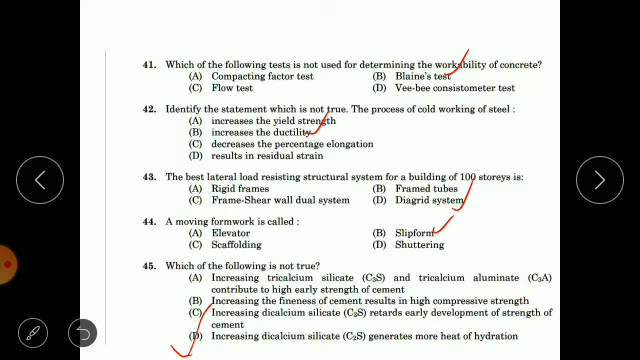 41. Which of the following tests is not used for determining the workability of concrete?
(A) Compacting factor test (B) Blaine's test
(C) Flow test (D) Vee-bee consistometer test
42. Identify the statement which is not true. The process of cold working of steel :
(A) increases the yield strength
(B) increases the ductility
(C) decreases the percentage elongation
(D) results in residual strain
43. The best lateral load resisting structural system for a building of 100 storeys is:
(A) Rigid frames (B) Framed tubes
(C) Frame-Shear wall dual system (D) Diagrid system
44. A moving formwork is called :
(A) Elevator (B) Slipform
(C) Scaffolding (D) Shuttering
45. Which of the following is not true?
(A) Increasing tricalcium silicate (C₃S) and tricalcium aluminate (C₃A)
contribute to high early strength of cement
(B) Increasing the fineness of cement results in high compressive strength
(C) Increasing dicalcium silicate (C₂S) retards early development of strength of
cement
(D) Increasing dicalcium silicate (C₂S) generates more heat of hydration